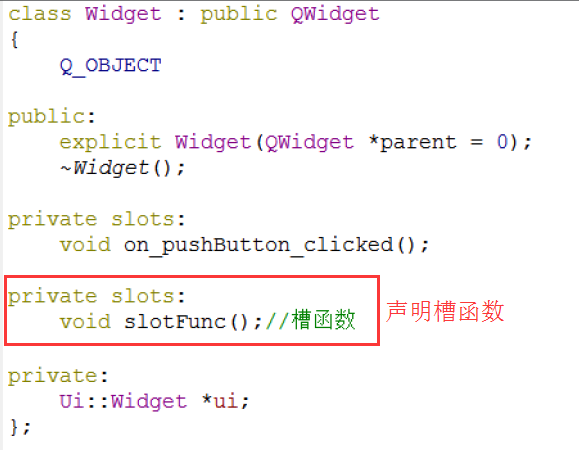 class Widget : public QWidget
{
    Q_OBJECT

public:
    explicit Widget(QWidget *parent = 0);
    ~Widget();

private slots:
    void on_pushButton_clicked();

private slots:
    void slotFunc();//槽函数
声明槽函数

private:
    Ui::Widget *ui;
};